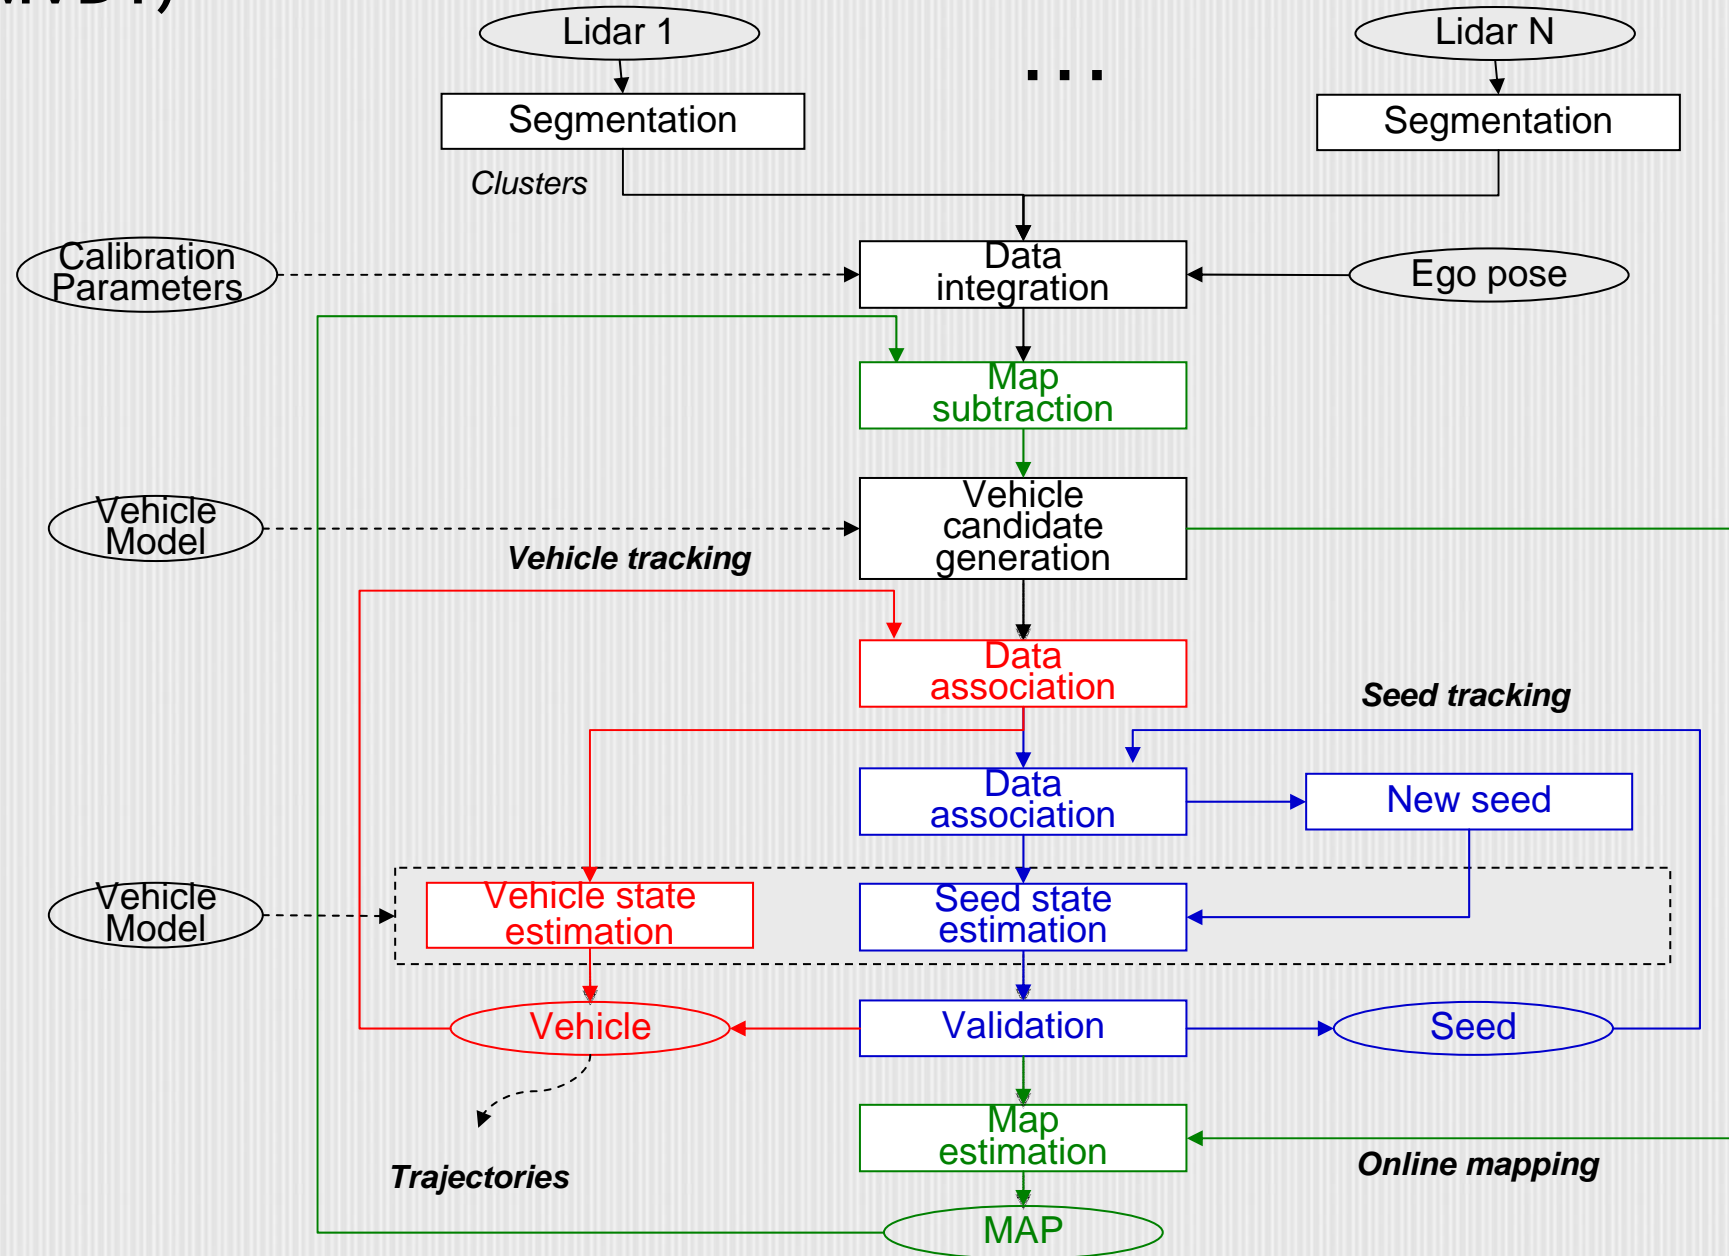 Lidar 1
...
Lidar N
Segmentation
Segmentation
Clusters
Calibration
Parameters
Data
integration
Ego pose
Map
subtraction
Vehicle
Model
Vehicle
candidate
generation
Vehicle tracking
Data
association
Seed tracking
Data
association
New seed
Vehicle
Model
Vehicle state
estimation
Seed state
estimation
Vehicle
Validation
Seed
Map
estimation
Online mapping
Trajectories
MAP